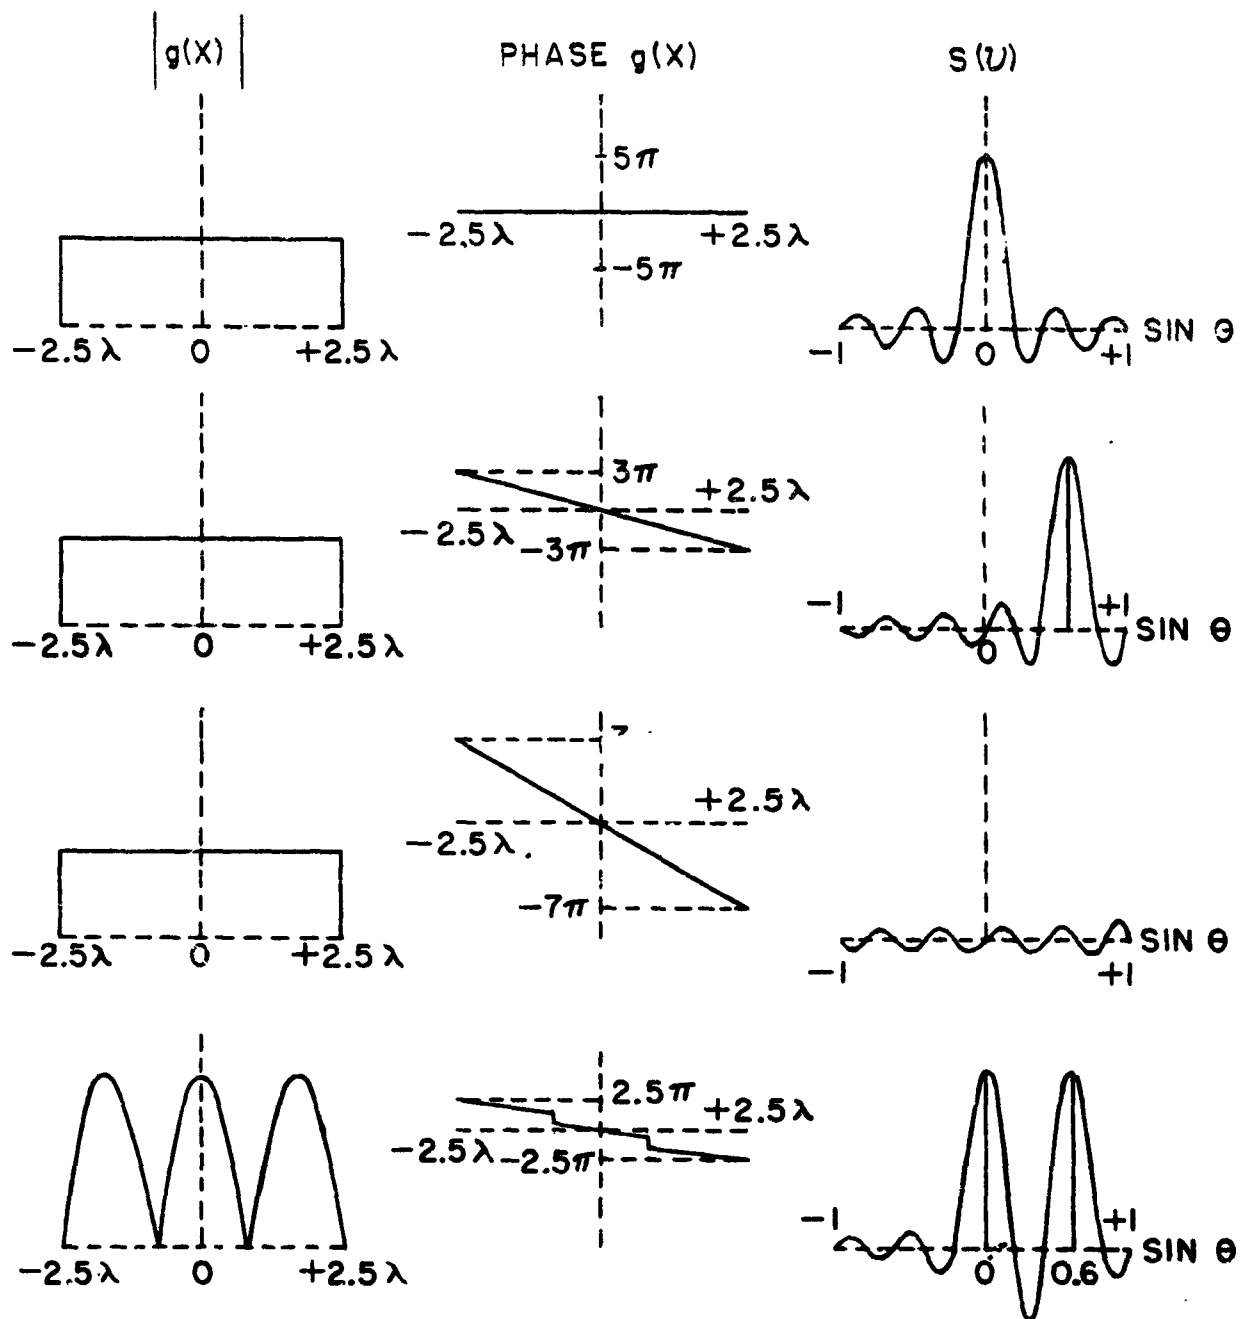 |g(X)| PHASE g(X) S(υ)
5π
-2.5λ +2.5λ
-5π
-2.5λ 0 +2.5λ
-1 0 +1 SIN Θ
3π
+2.5λ
-2.5λ
-3π
-2.5λ 0 +2.5λ
-1 0 +1 SIN θ
+2.5λ
-2.5λ
-7π
-2.5λ 0 +2.5λ
-1 +1 SIN θ
2.5π
+2.5λ
-2.5λ
-2.5π
-2.5λ 0 +2.5λ
-1 0 0.6 +1 SIN θ